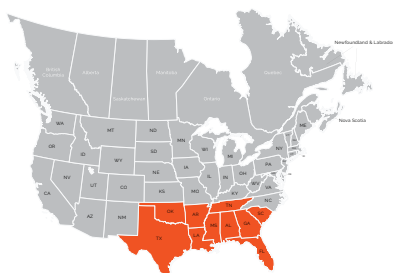 Newfoundland & Labrado
British
Columbia
Alberta
Manitoba
Quebec
Saskatchewan
Ontario
Nova Scotia
WA
MT
ND
MN
ME
OR
ID
WY
SD
WI
MI
NY
NV
UT
CO
NE
IA
IL
IN
OH
PA
CA
KS
MO
KY
WV
VA
AZ
NM
OK
AR
TN
NC
TX
LA
MS
AL
GA
SC
FL